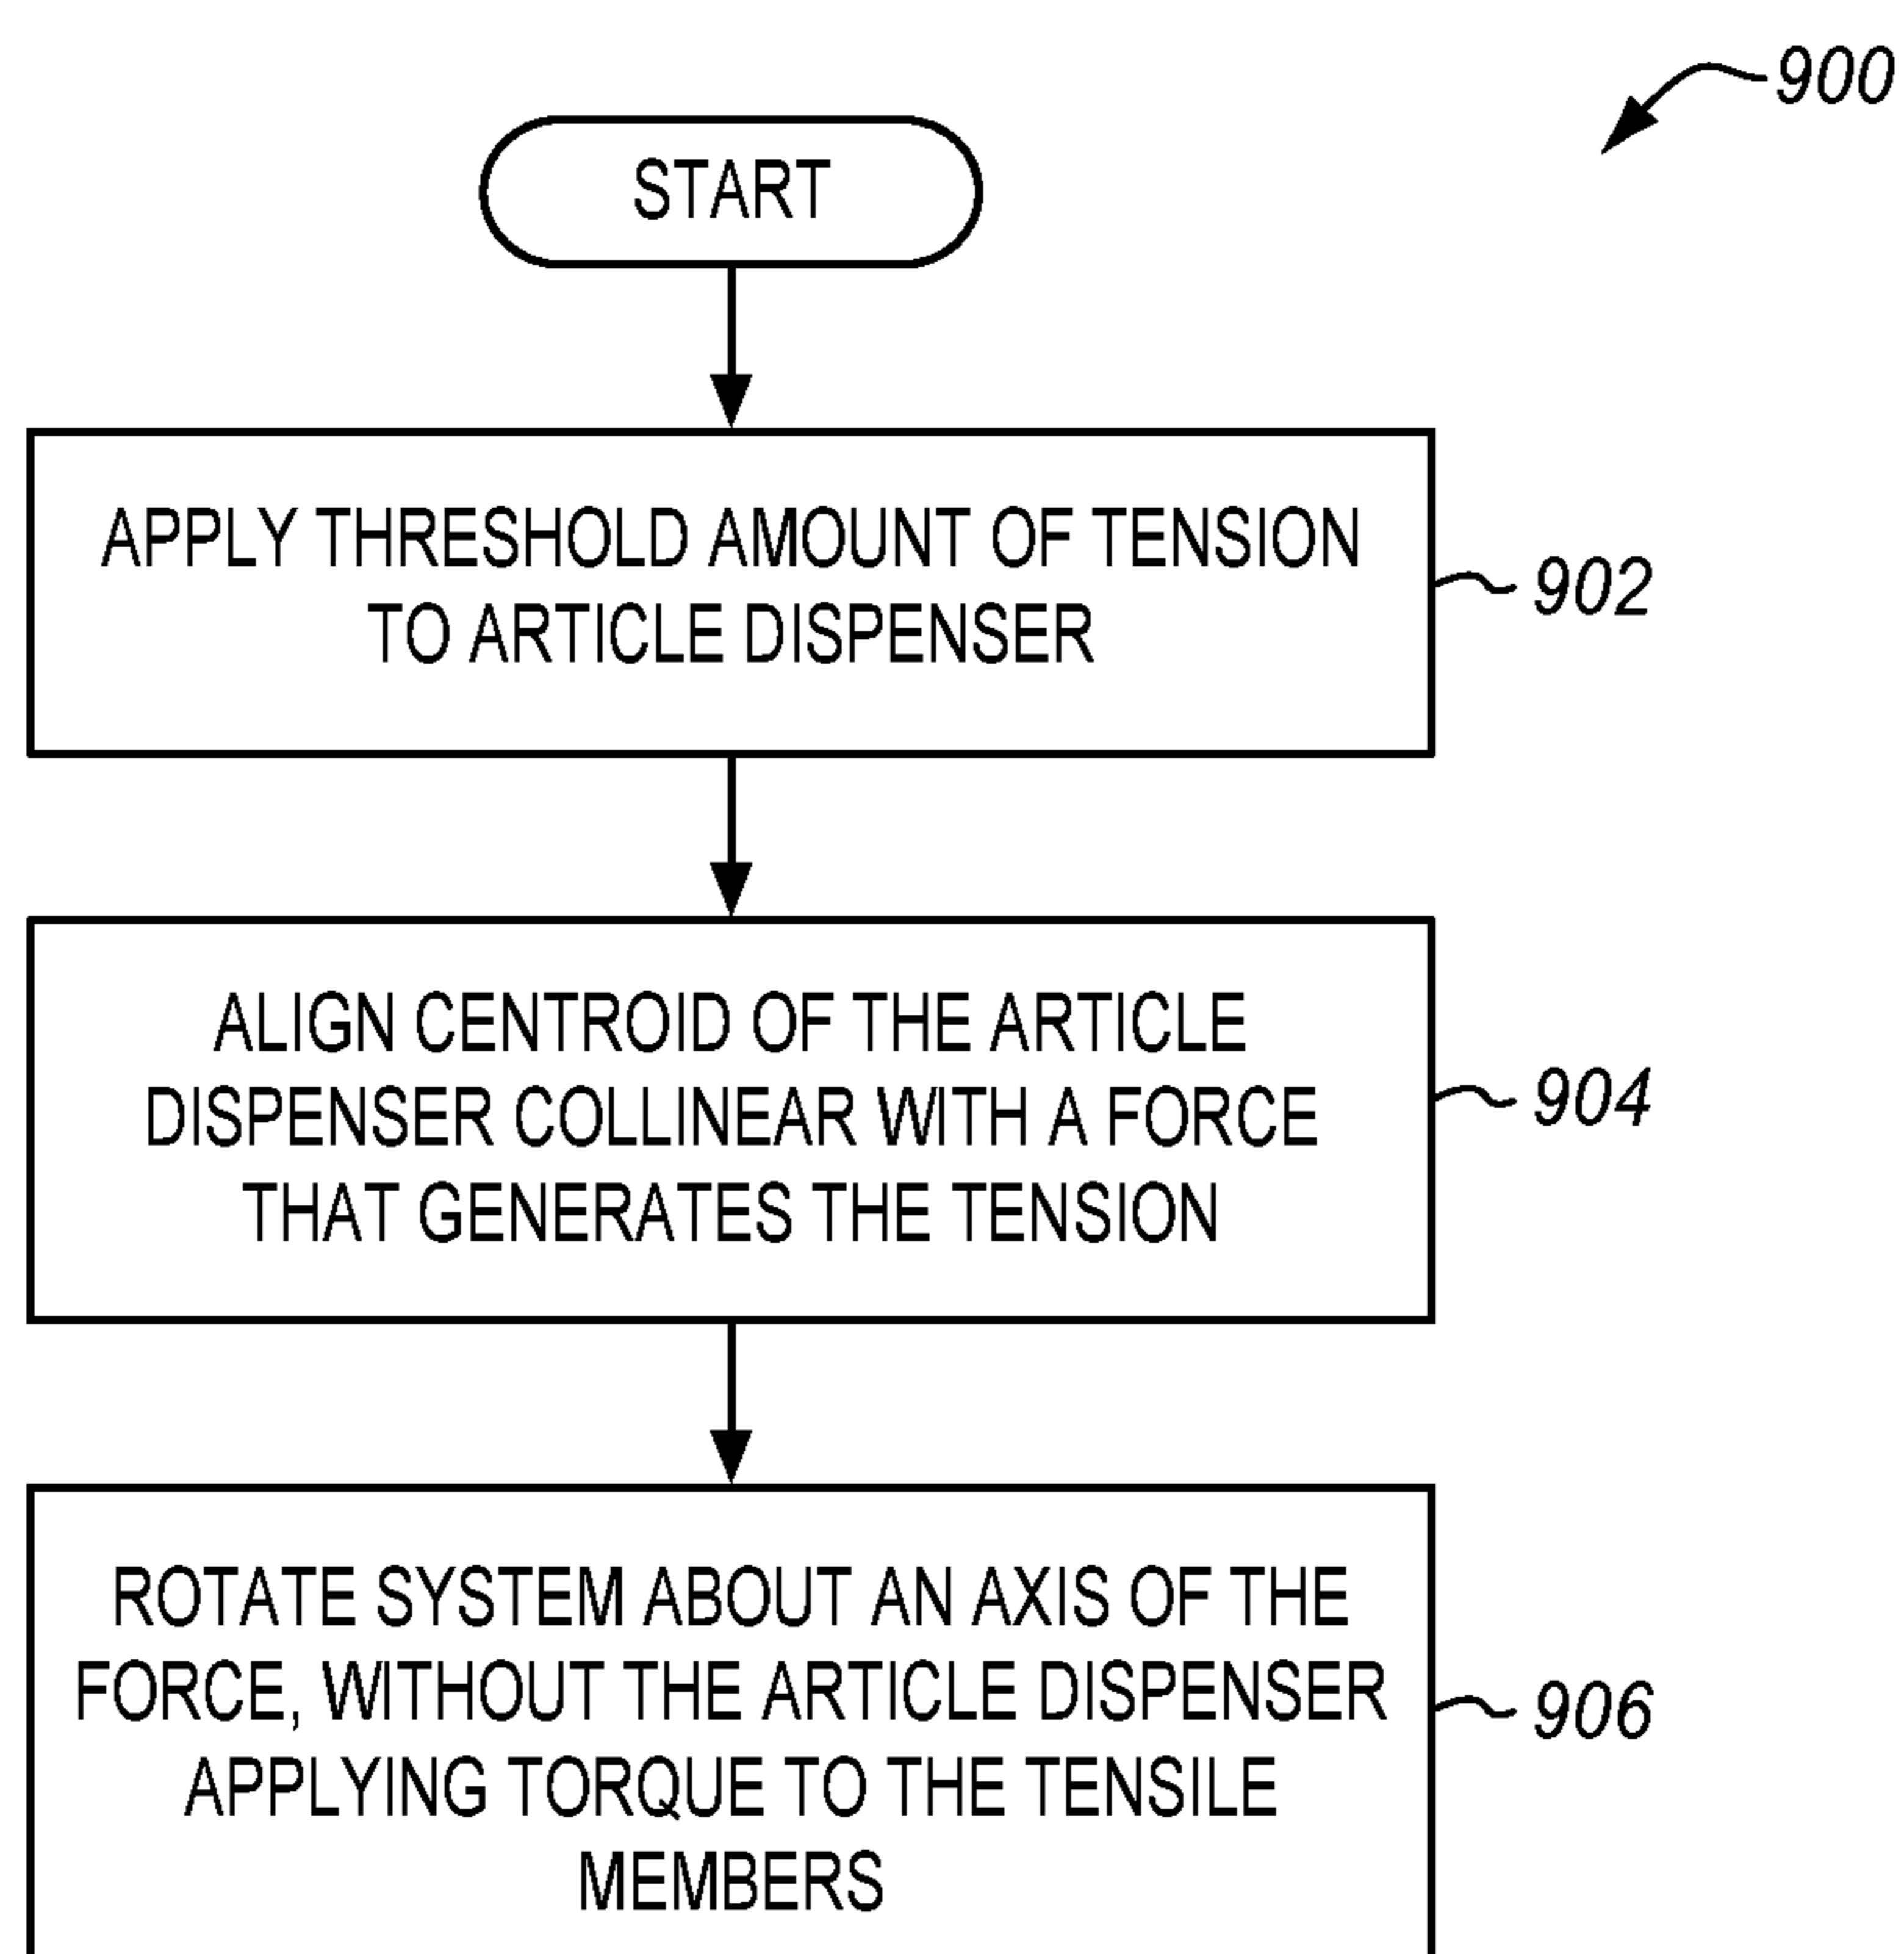 900
START
APPLY THRESHOLD AMOUNT OF TENSION
TO ARTICLE DISPENSER
902
ALIGN CENTROID OF THE ARTICLE
DISPENSER COLLINEAR WITH A FORCE
THAT GENERATES THE TENSION
904
ROTATE SYSTEM ABOUT AN AXIS OF THE
FORCE, WITHOUT THE ARTICLE DISPENSER
APPLYING TORQUE TO THE TENSILE
MEMBERS
906